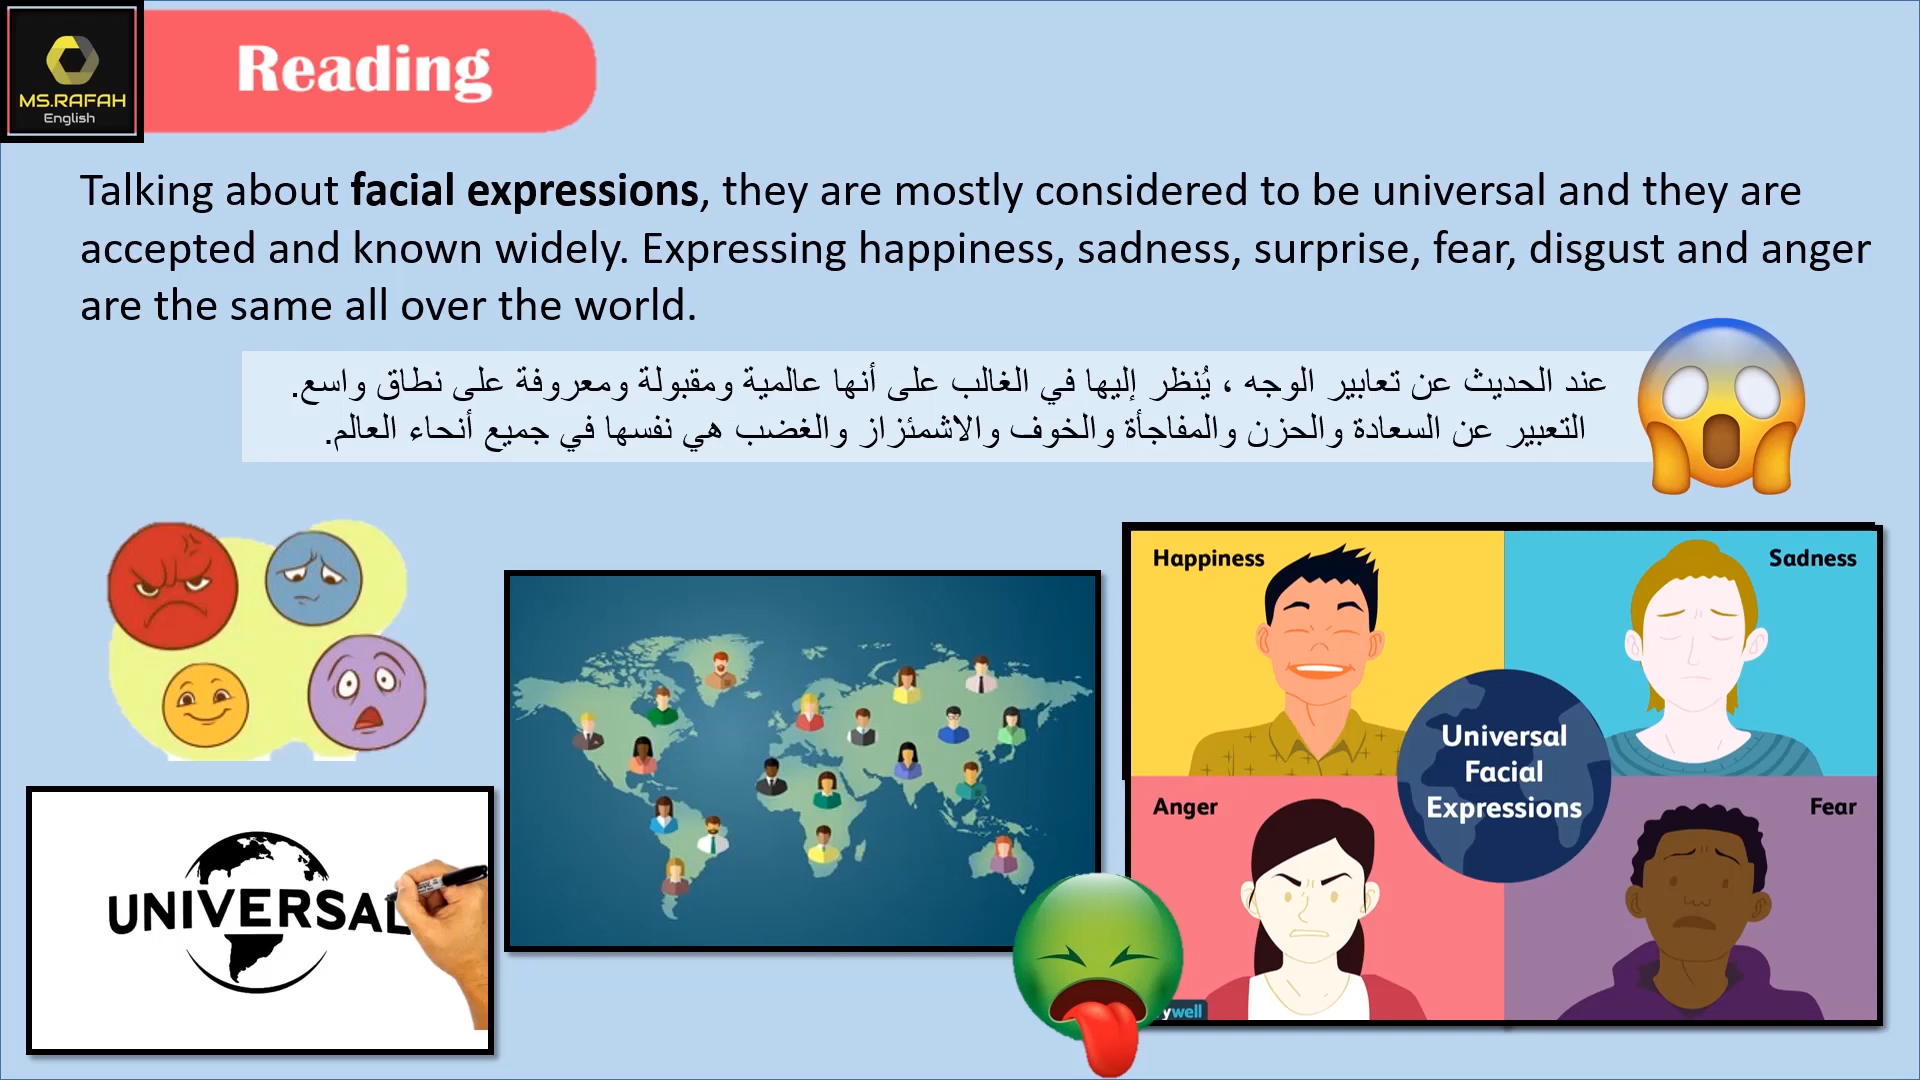 MS.RAFAH
English
Reading
Talking about facial expressions, they are mostly considered to be universal and they are
accepted and known widely. Expressing happiness, sadness, surprise, fear, disgust and anger
are the same all over the world.
عند الحديث عن تعابير الوجه ، يُنظر إليها في الغالب على أنها عالمية ومقبولة ومعروفة على نطاق واسع.
التعبير عن السعادة والحزن والمفاجأة والخوف والاشمئزاز والغضب هي نفسها في جميع أنحاء العالم.
Happiness
Sadness
Universal
Facial
Expressions
Anger
Fear
UNIVERSAL
ywell